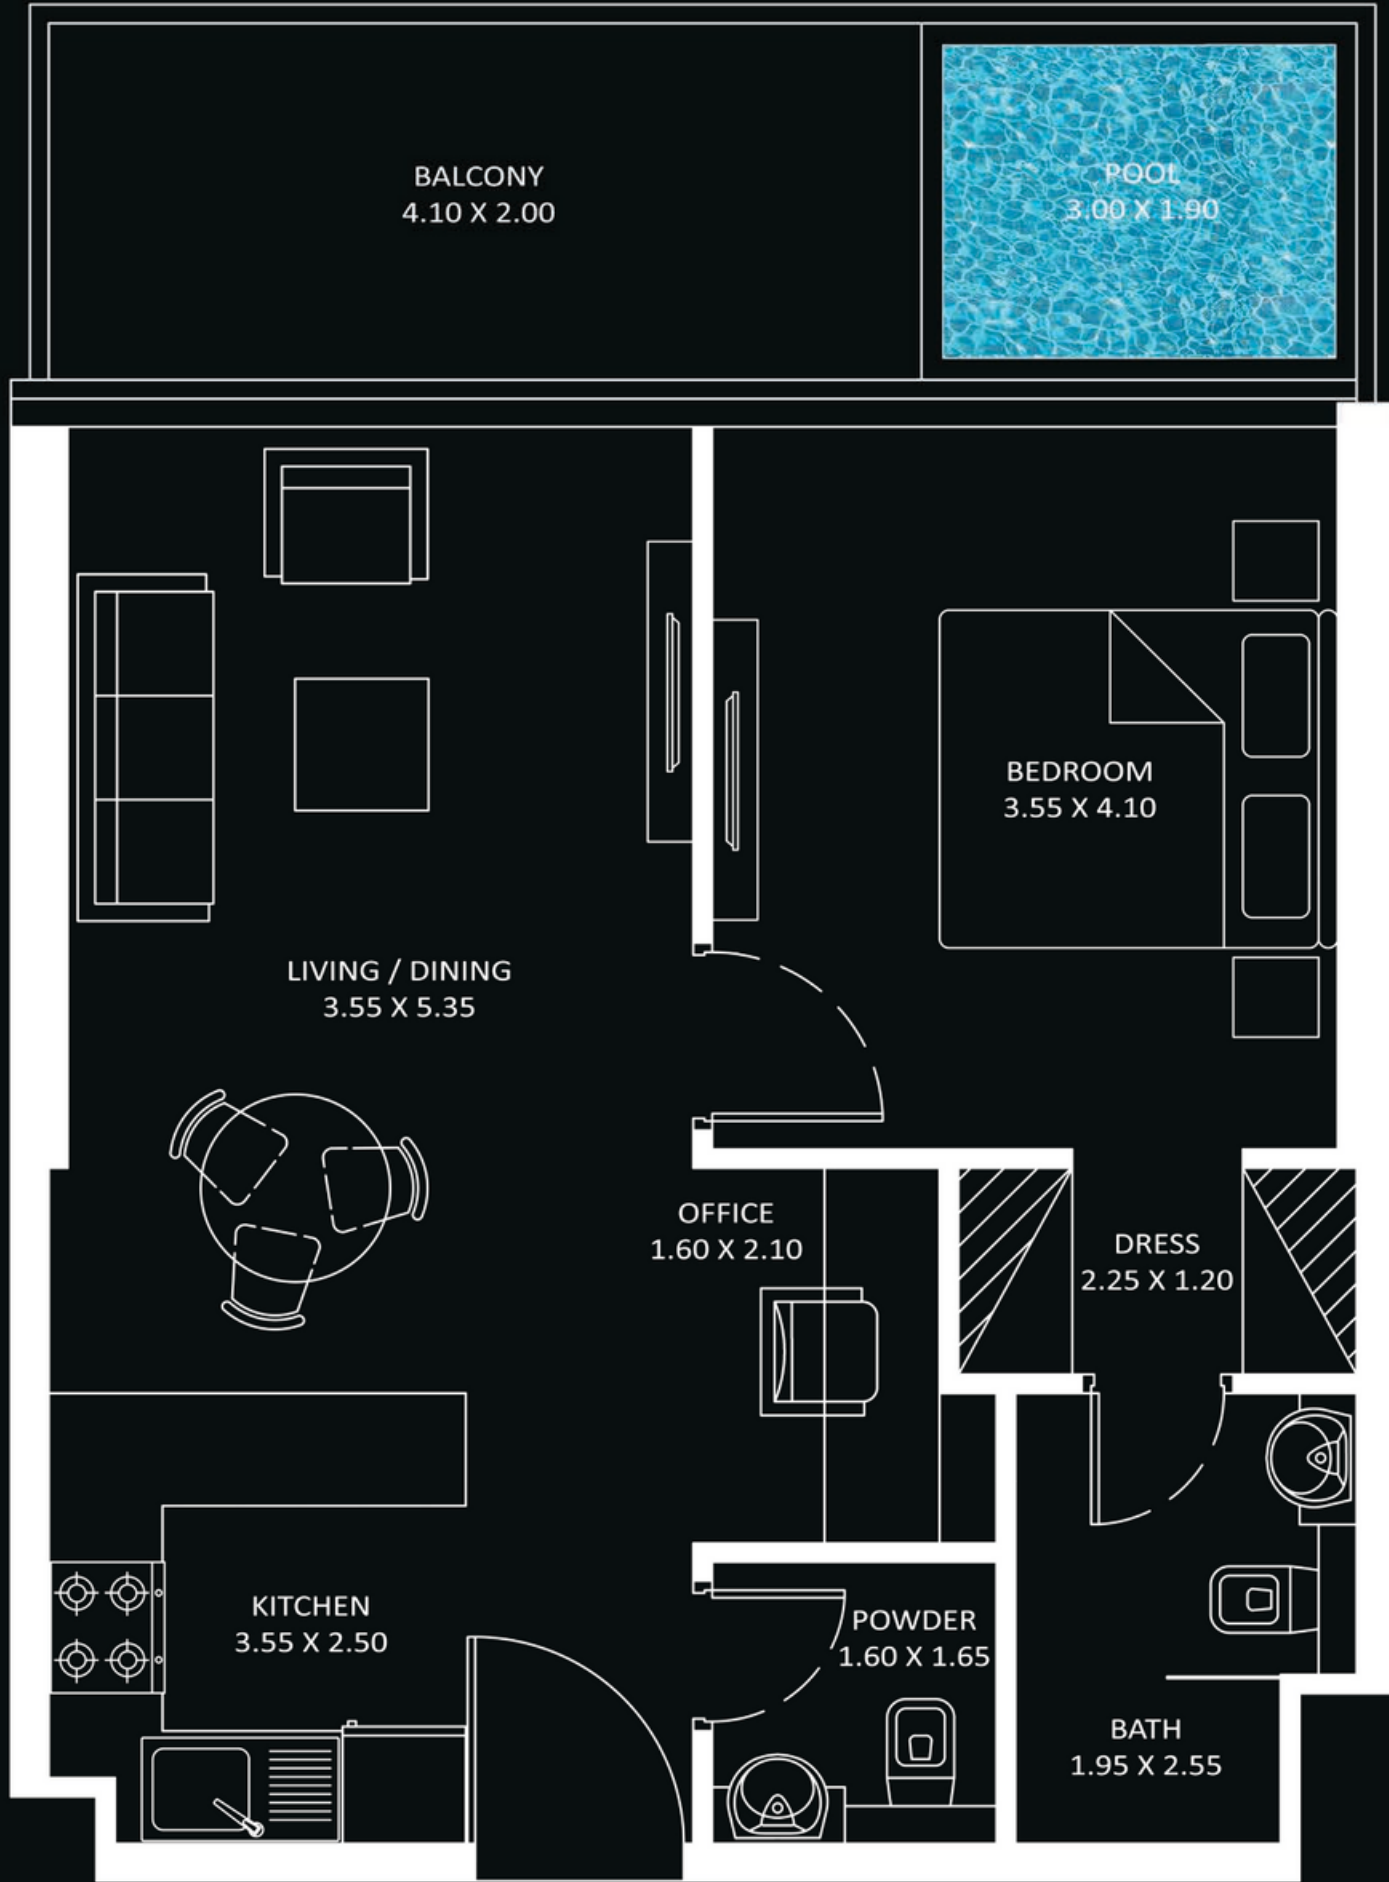 BALCONY
4.10 X 2.00
POOL
3.00 X 1.90
BEDROOM
3.55 X 4.10
LIVING / DINING
3.55 X 5.35
OFFICE
1.60 X 2.10
DRESS
2.25 X 1.20
KITCHEN
3.55 X 2.50
POWDER
1.60 X 1.65
BATH
1.95 X 2.55